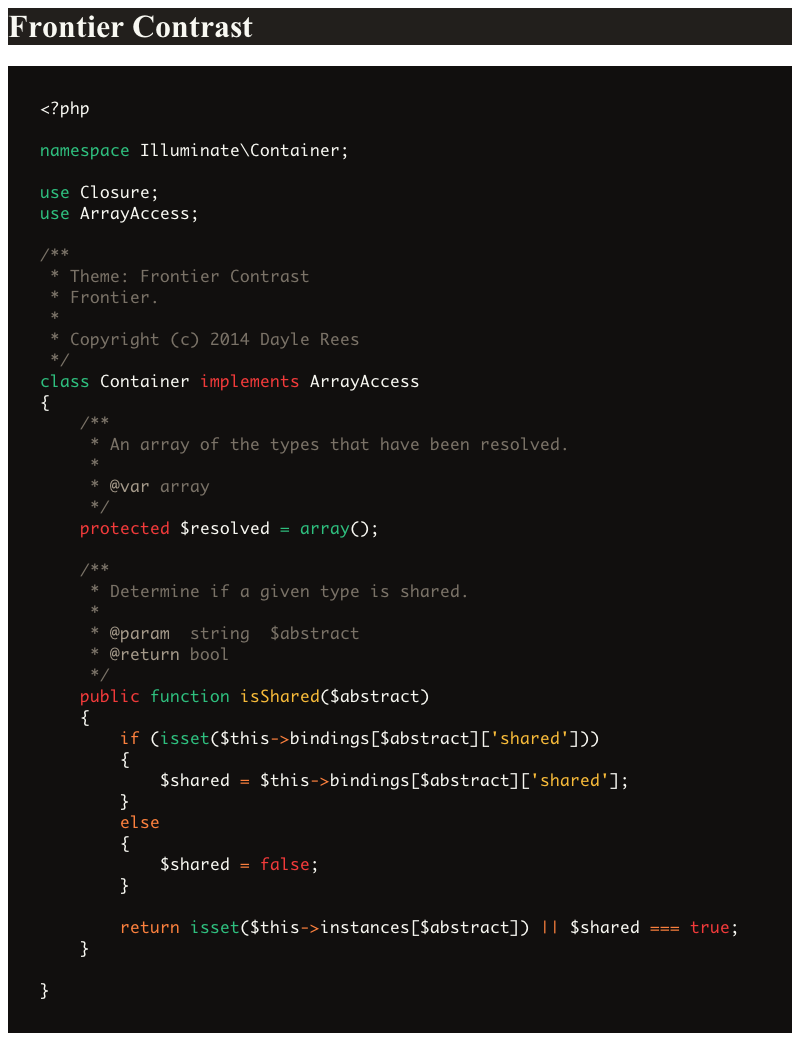 Frontier Contrast
<?php
namespace Illuminate\Container;
use Closure;
use ArrayAccess;
/**
 * Theme: Frontier Contrast
 * Frontier.
 *
 * Copyright (c) 2014 Dayle Rees
 */
class Container implements ArrayAccess
{
    /**
     * An array of the types that have been resolved.
     *
     * @var array
     */
    protected $resolved = array();
    /**
     * Determine if a given type is shared.
     *
     * @param  string  $abstract
     * @return bool
     */
    public function isShared($abstract)
    {
        if (isset($this->bindings[$abstract]['shared']))
        {
            $shared = $this->bindings[$abstract]['shared'];
        }
        else
        {
            $shared = false;
        }
        return isset($this->instances[$abstract]) || $shared === true;
    }
}